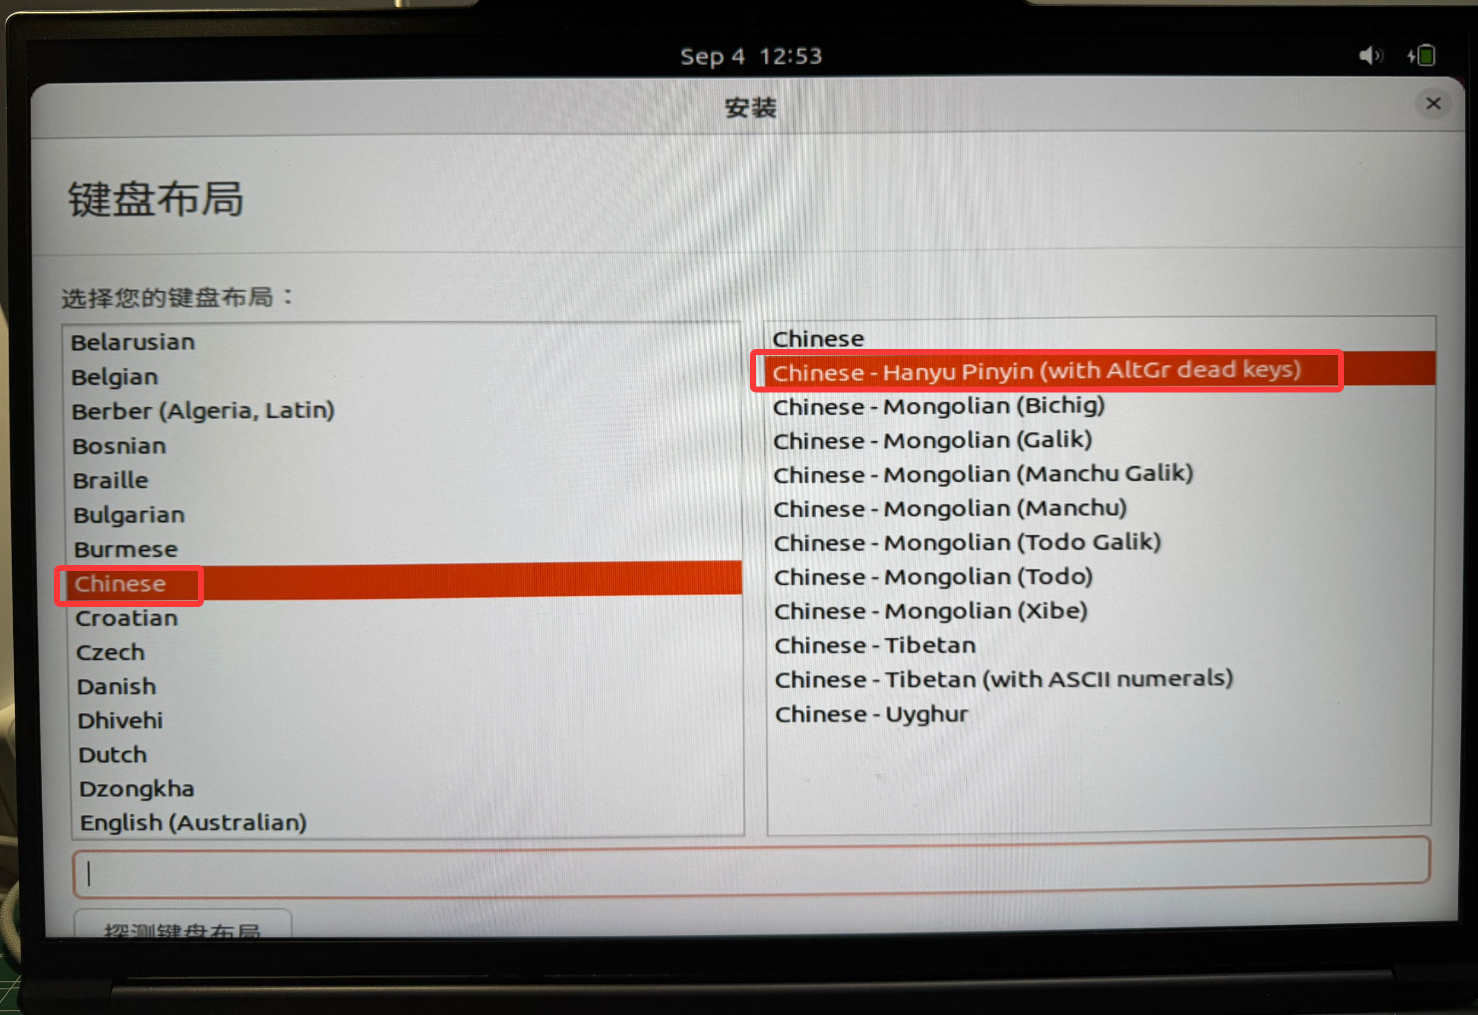 Sep 4 12:53
安装
键盘布局
选择您的键盘布局：
Belarusian
Belgian
Berber (Algeria, Latin)
Bosnian
Braille
Bulgarian
Burmese
Chinese
Croatian
Czech
Danish
Dhivehi
Dutch
Dzongkha
English (Australian)
Chinese
Chinese - Hanyu Pinyin (with AltGr dead keys)
Chinese - Mongolian (Bichig)
Chinese - Mongolian (Galik)
Chinese - Mongolian (Manchu Galik)
Chinese - Mongolian (Manchu)
Chinese - Mongolian (Todo Galik)
Chinese - Mongolian (Todo)
Chinese - Mongolian (Xibe)
Chinese - Tibetan
Chinese - Tibetan (with ASCII numerals)
Chinese - Uyghur
探测键盘布局